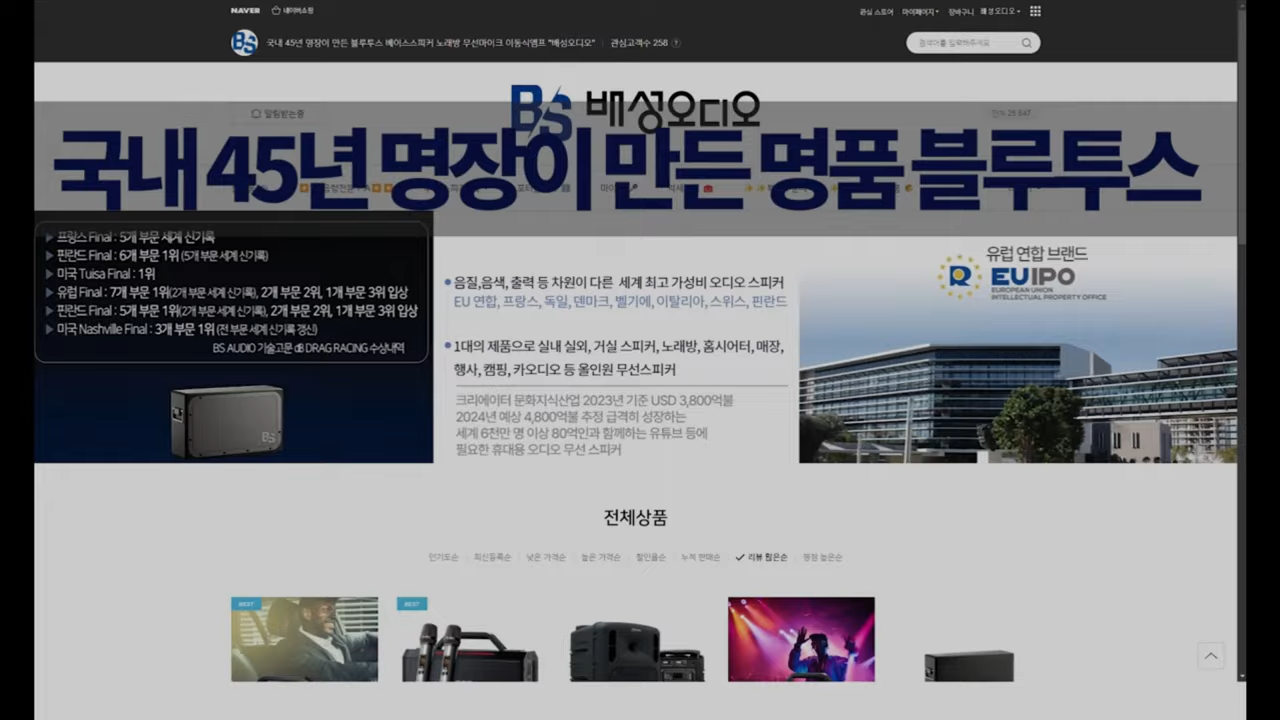 NAVER 네이버쇼핑
관심 스토어 마이페이지 장바구니 배성오디오
BS 국내 45년 명장이 만든 블루투스 베이스스피커 노래방 무선마이크 이동식앰프 "배성오디오" 관심고객수 258
검색어를 입력해주세요
BS 배성오디오
알림받는중
국내 45년 명장이 만든 명품 블루투스
프랑스 Final : 5개 부문 세계 신기록
핀란드 Final : 6개 부문 1위 (5개 부문 세계 신기록)
미국 Tuisa Final : 1위
유럽 Final : 7개 부문 1위(2개 부문 세계 신기록), 2개 부문 2위, 1개 부문 3위 입상
핀란드 Final : 5개 부문 1위(2개 부문 세계 신기록), 2개 부문 2위, 1개 부문 3위 입상
미국 Nashville Final : 3개 부문 1위 (전 부문 세계 신기록 갱신)
BS AUDIO 기술고문 dB DRAG RACING 수상내역
BS
음질,음색, 출력 등 차원이 다른 세계 최고 가성비 오디오 스피커
EU 연합, 프랑스, 독일, 덴마크, 벨기에, 이탈리아, 스위스, 핀란드
1대의 제품으로 실내 실외, 거실 스피커, 노래방, 홈시어터, 매장,
행사, 캠핑, 카오디오 등 올인원 무선스피커
크리에이터 문화지식산업 2023년 기준 USD 3,800억불
2024년 예상 4,800억불 추정 급격히 성장하는
세계 6천만 명 이상 80억인과 함께하는 유튜브 등에
필요한 휴대용 오디오 무선 스피커
유럽 연합 브랜드
EUIPO
EUROPEAN UNION
INTELLECTUAL PROPERTY OFFICE
전체상품
인기도순 최신등록순 낮은 가격순 높은 가격순 할인율순 누적 판매순 리뷰 많은순 평점 높은순
BEST
BEST